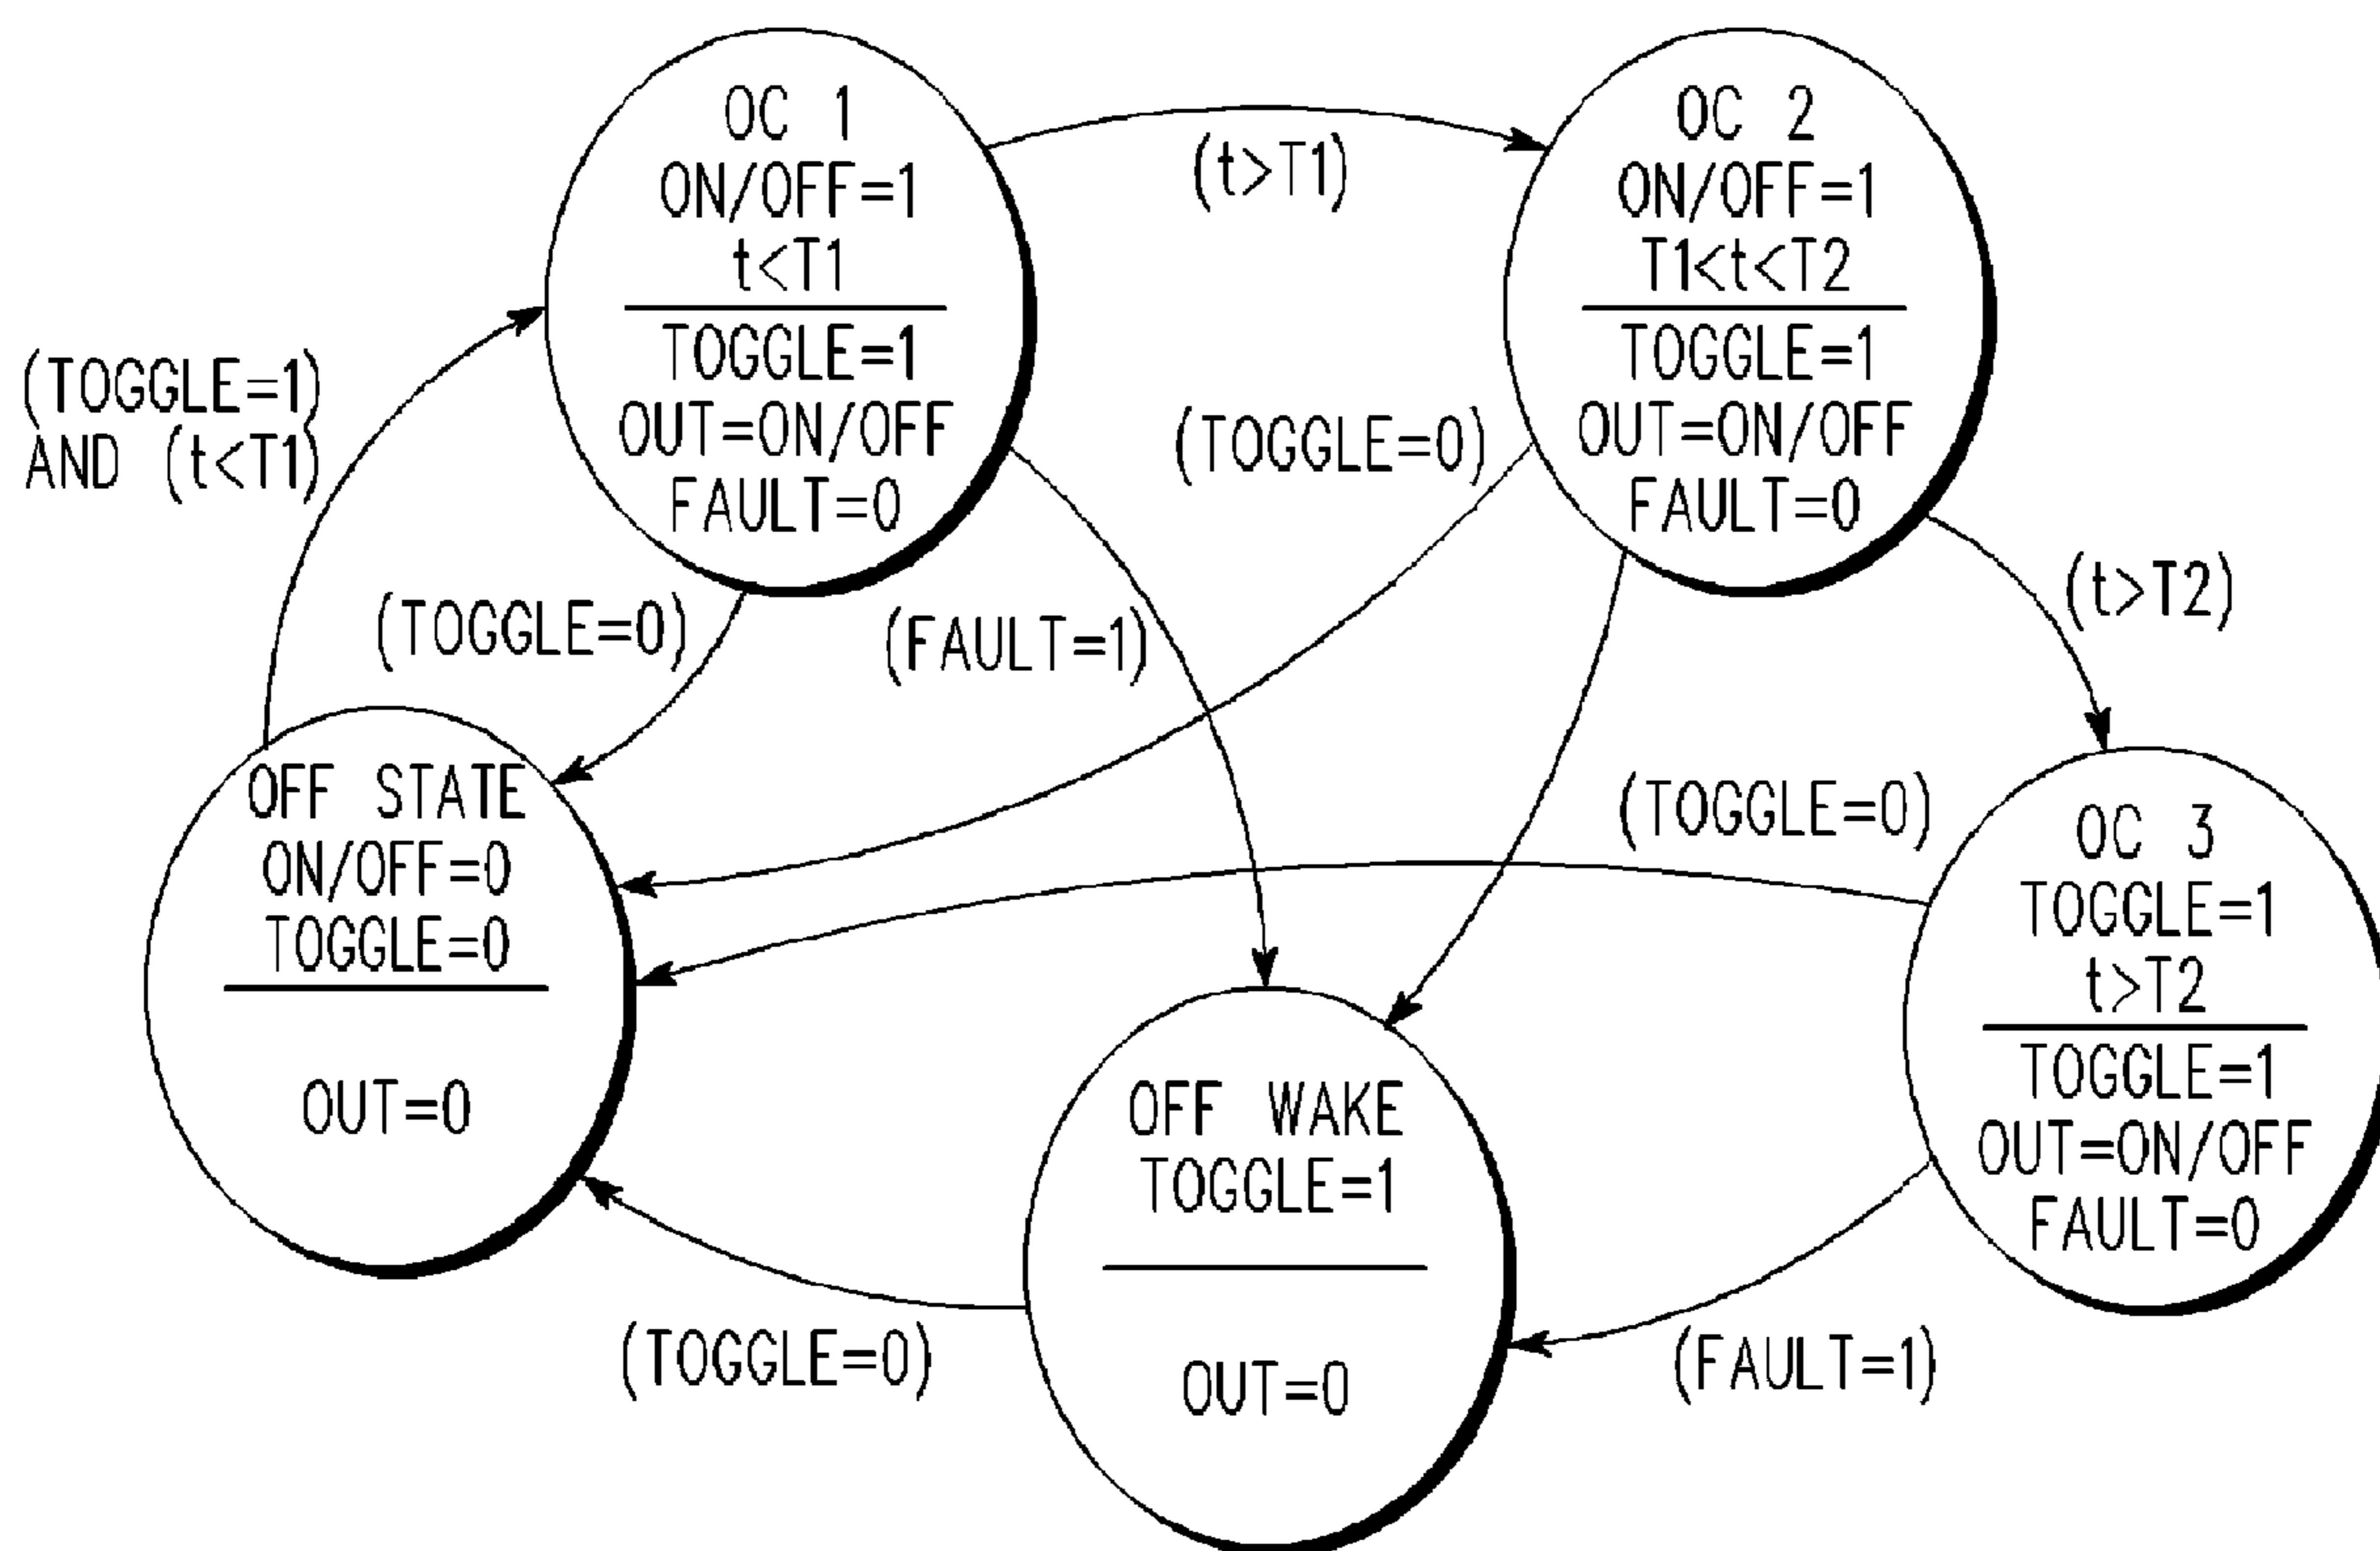 OC 1
ON/OFF=1
t<T1
TOGGLE=1
OUT=ON/OFF
FAULT=0
(t>T1)
OC 2
ON/OFF=1
T1<t<T2
TOGGLE=1
OUT=ON/OFF
FAULT=0
(TOGGLE=1)
AND (t<T1)
(TOGGLE=0)
(TOGGLE=0)
(FAULT=1)
(t>T2)
OFF STATE
ON/OFF=0
TOGGLE=0
OUT=0
(TOGGLE=0)
OC 3
TOGGLE=1
t>T2
TOGGLE=1
OUT=ON/OFF
FAULT=0
OFF WAKE
TOGGLE=1
OUT=0
(TOGGLE=0)
(FAULT=1)